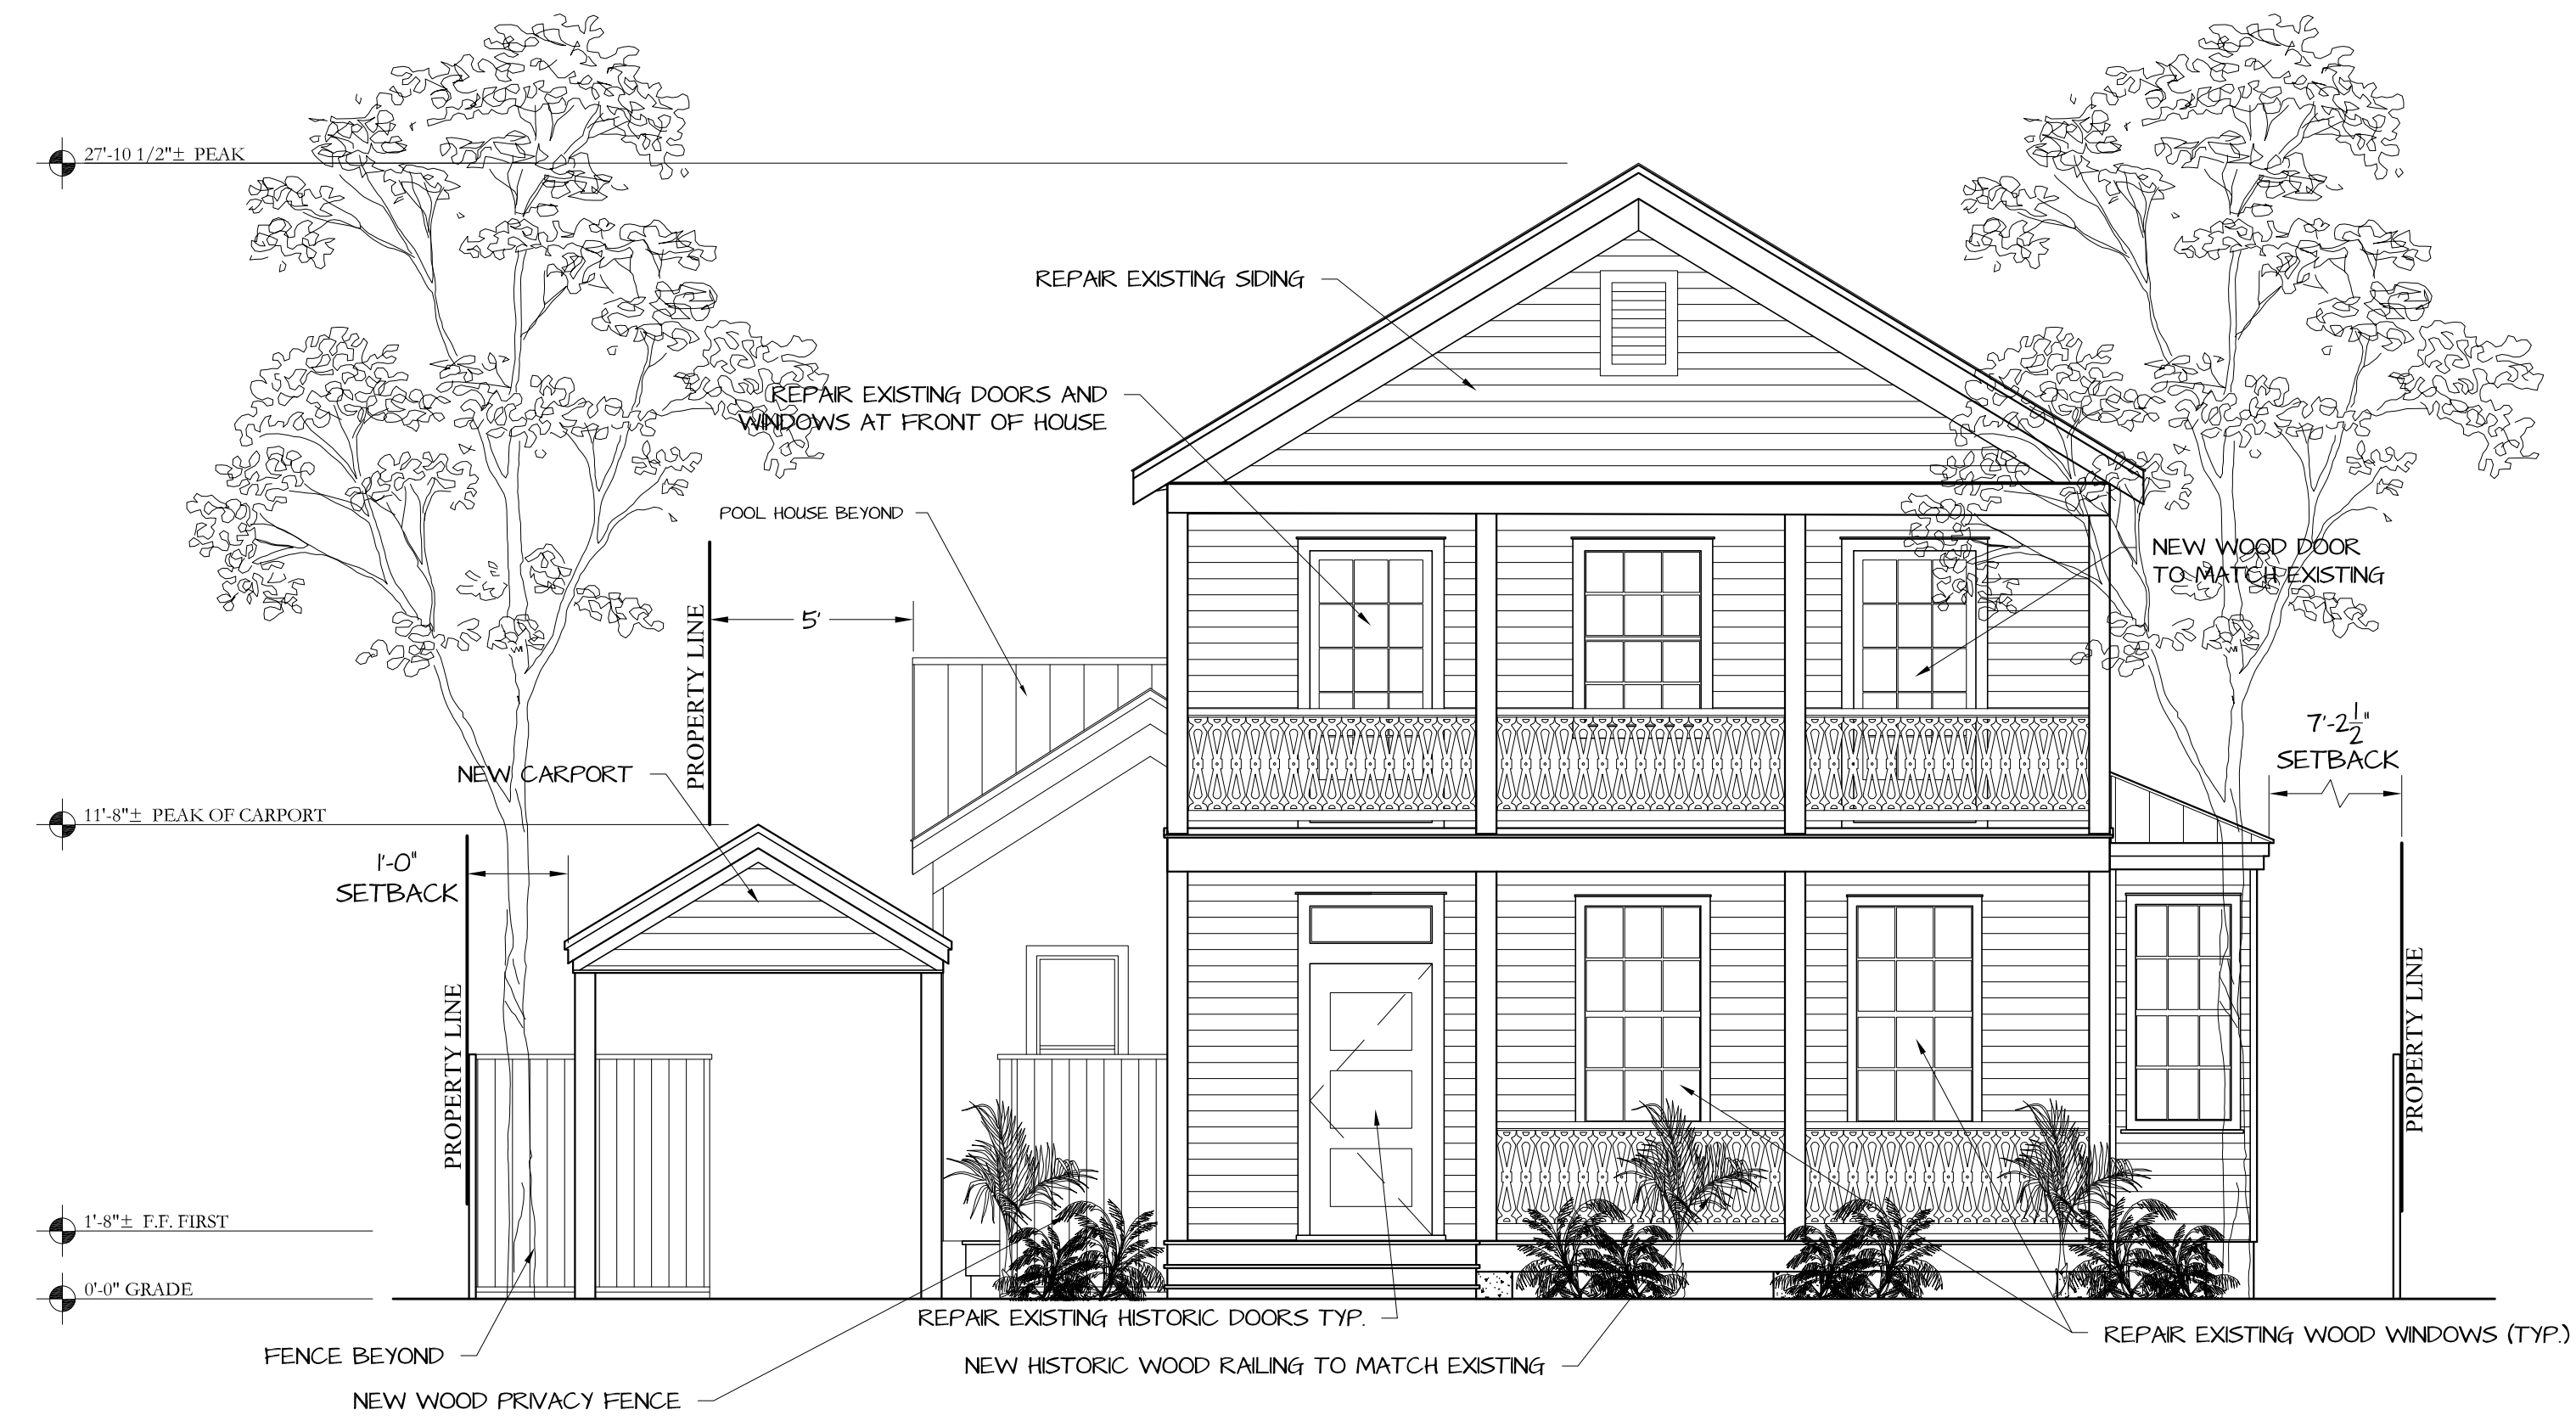 27'-10 1/2"± PEAK
REPAIR EXISTING SIDING
REPAIR EXISTING DOORS AND
WINDOWS AT FRONT OF HOUSE
POOL HOUSE BEYOND
NEW WOOD DOOR
TO MATCH EXISTING
PROPERTY LINE
5'
7'-2 1/2"
SETBACK
NEW CARPORT
11'-8"± PEAK OF CARPORT
1'-0"
SETBACK
PROPERTY LINE
PROPERTY LINE
1'-8"± F.F. FIRST
0'-0" GRADE
REPAIR EXISTING HISTORIC DOORS TYP.
REPAIR EXISTING WOOD WINDOWS (TYP.)
FENCE BEYOND
NEW HISTORIC WOOD RAILING TO MATCH EXISTING
NEW WOOD PRIVACY FENCE